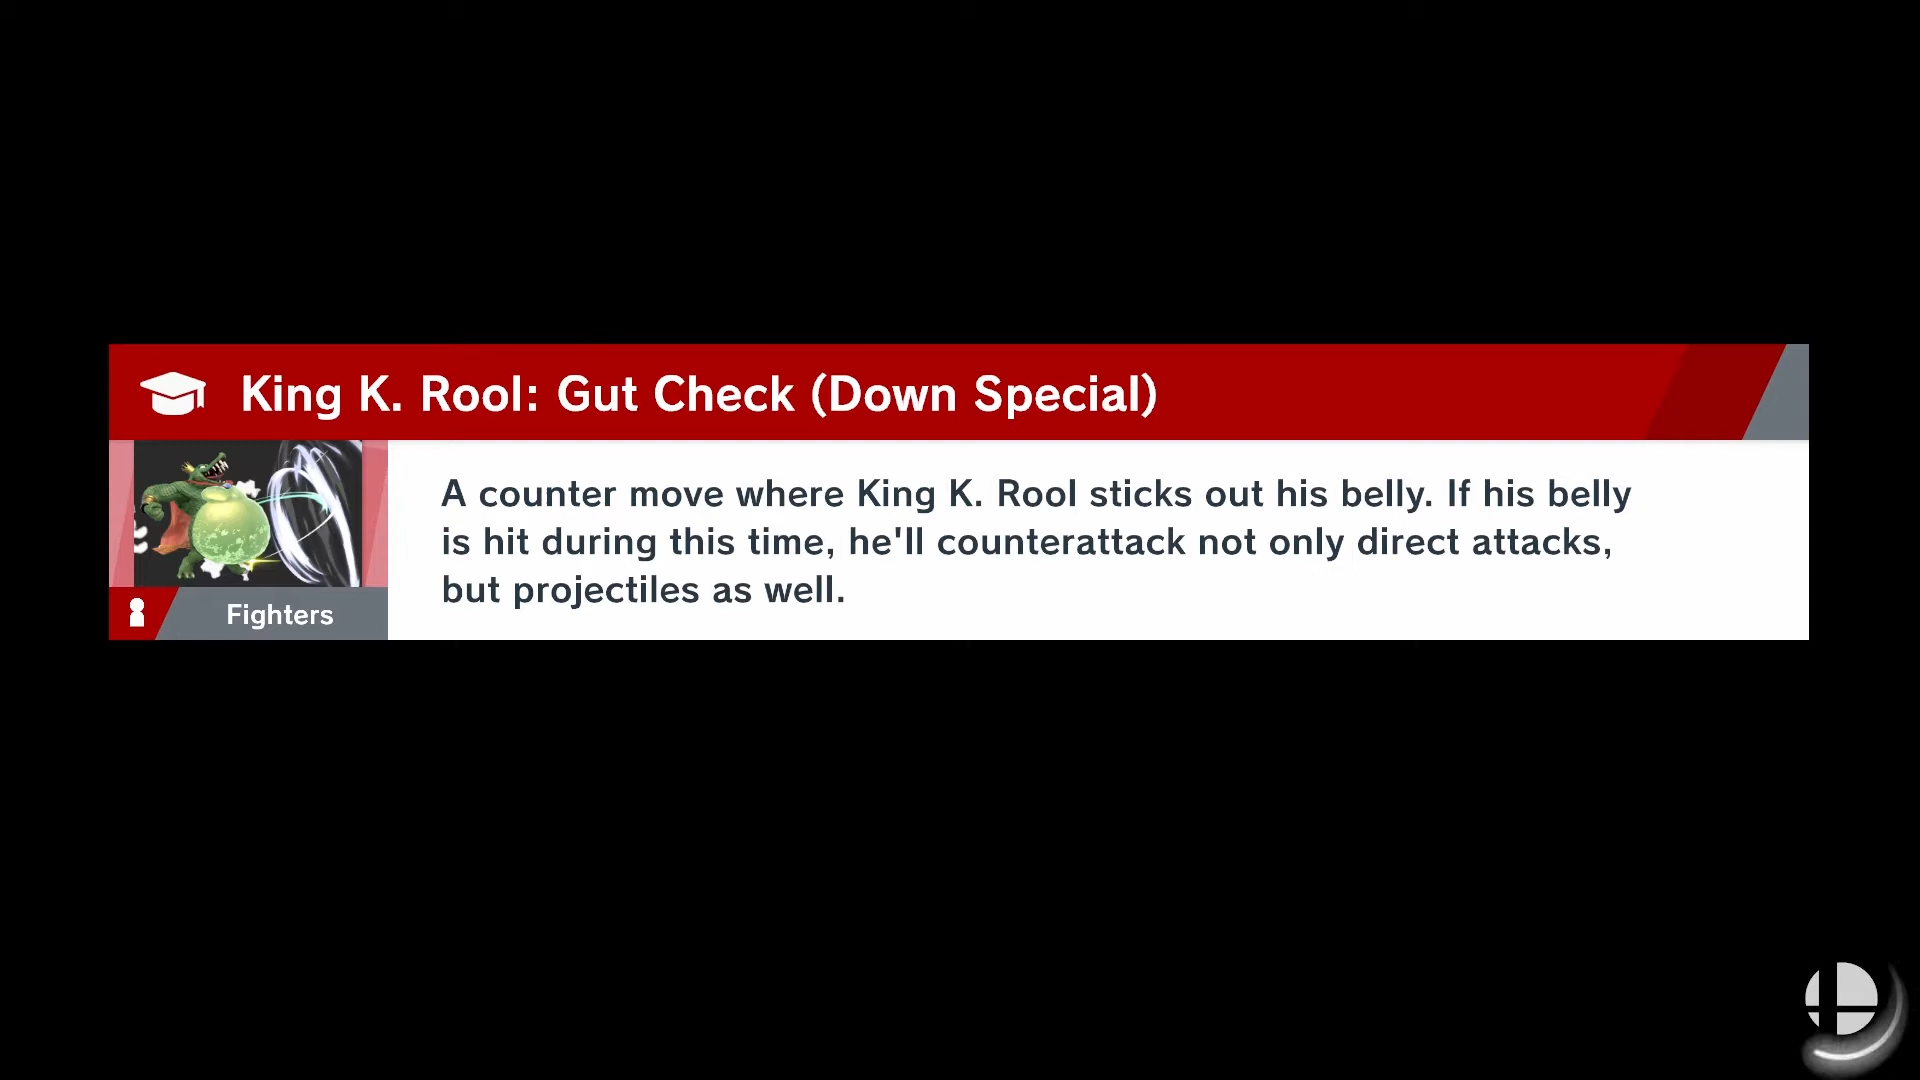 King K. Rool: Gut Check (Down Special)
A counter move where King K. Rool sticks out his belly. If his belly
is hit during this time, he'll counterattack not only direct attacks,
but projectiles as well.
Fighters